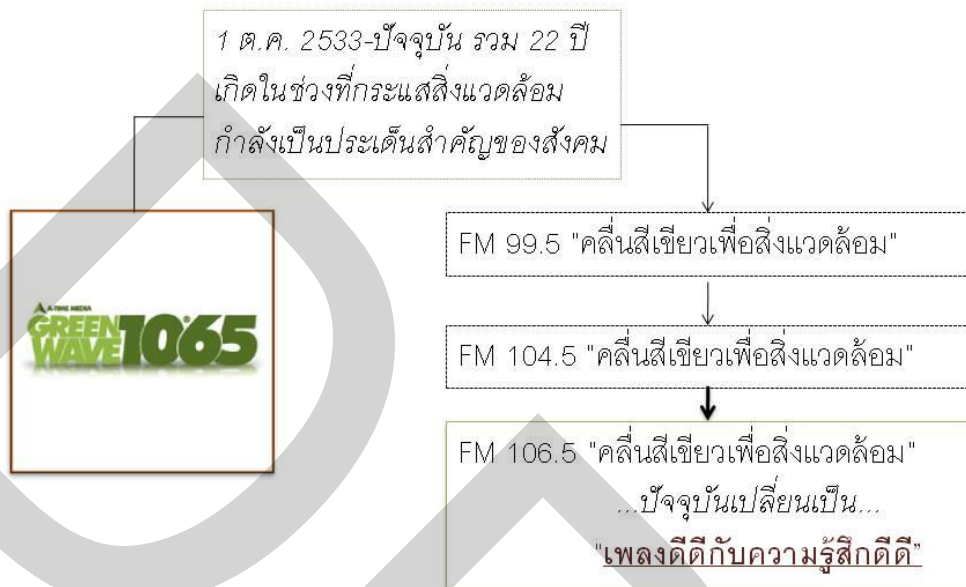 1 ต.ค. 2533-ปัจจุบัน รวม 22 ปี
เกิดในช่วงที่กระแสสิ่งแวดล้อม
กำลังเป็นประเด็นสำคัญของสังคม
A-TIME MEDIA
GREEN
WAVE 106.5
FM 99.5 "คลื่นสีเขียวเพื่อสิ่งแวดล้อม"
FM 104.5 "คลื่นสีเขียวเพื่อสิ่งแวดล้อม"
FM 106.5 "คลื่นสีเขียวเพื่อสิ่งแวดล้อม"
...ปัจจุบันเปลี่ยนเป็น...
"เพลงดีดีกับความรู้สึกดีดี"